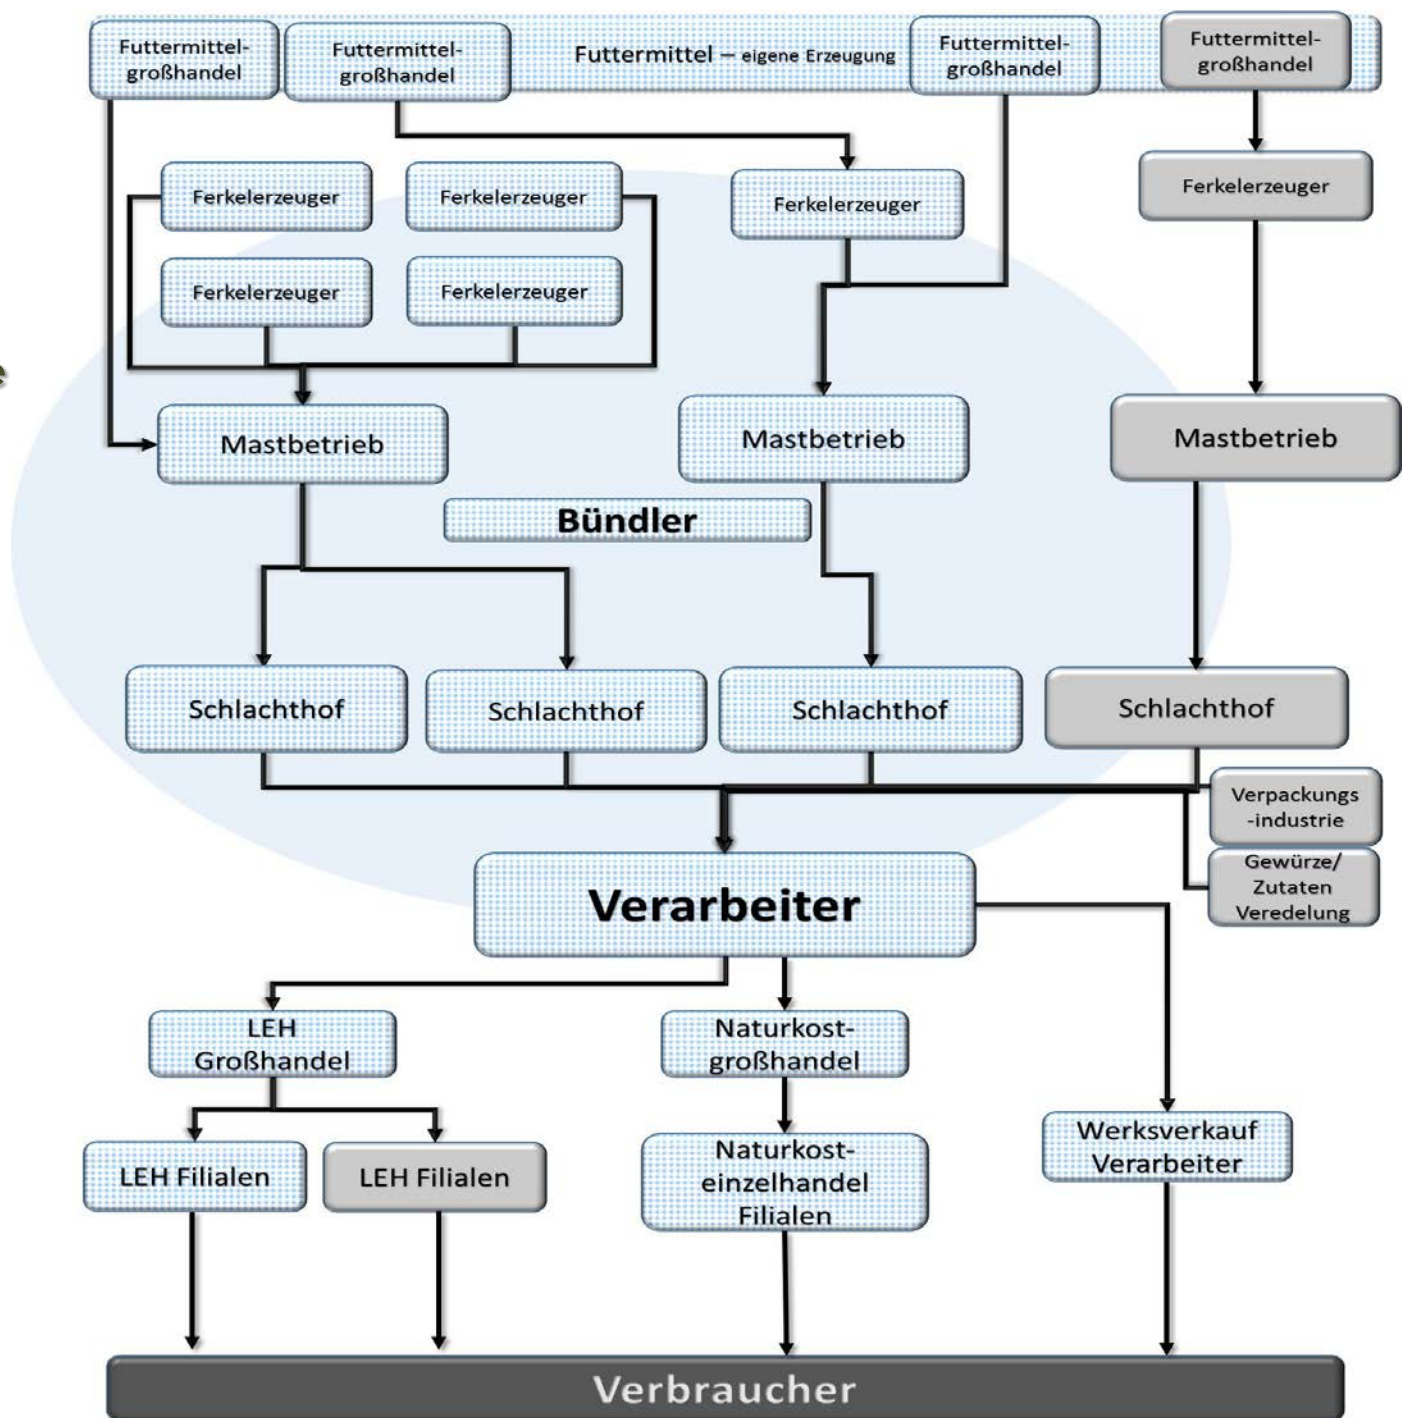 Futtermittel-
großhandel
Futtermittel-
großhandel
Futtermittel – eigene Erzeugung
Futtermittel-
großhandel
Futtermittel-
großhandel
Ferkelerzeuger
Ferkelerzeuger
Ferkelerzeuger
Ferkelerzeuger
Ferkelerzeuger
Ferkelerzeuger
e
Mastbetrieb
Mastbetrieb
Mastbetrieb
Bündler
Schlachthof
Schlachthof
Schlachthof
Schlachthof
Verpackungs
-industrie
Gewürze/
Zutaten
Veredelung
Verarbeiter
LEH
Großhandel
Naturkost-
großhandel
LEH Filialen
LEH Filialen
Naturkost-
einzelhandel
Filialen
Werksverkauf
Verarbeiter
Verbraucher